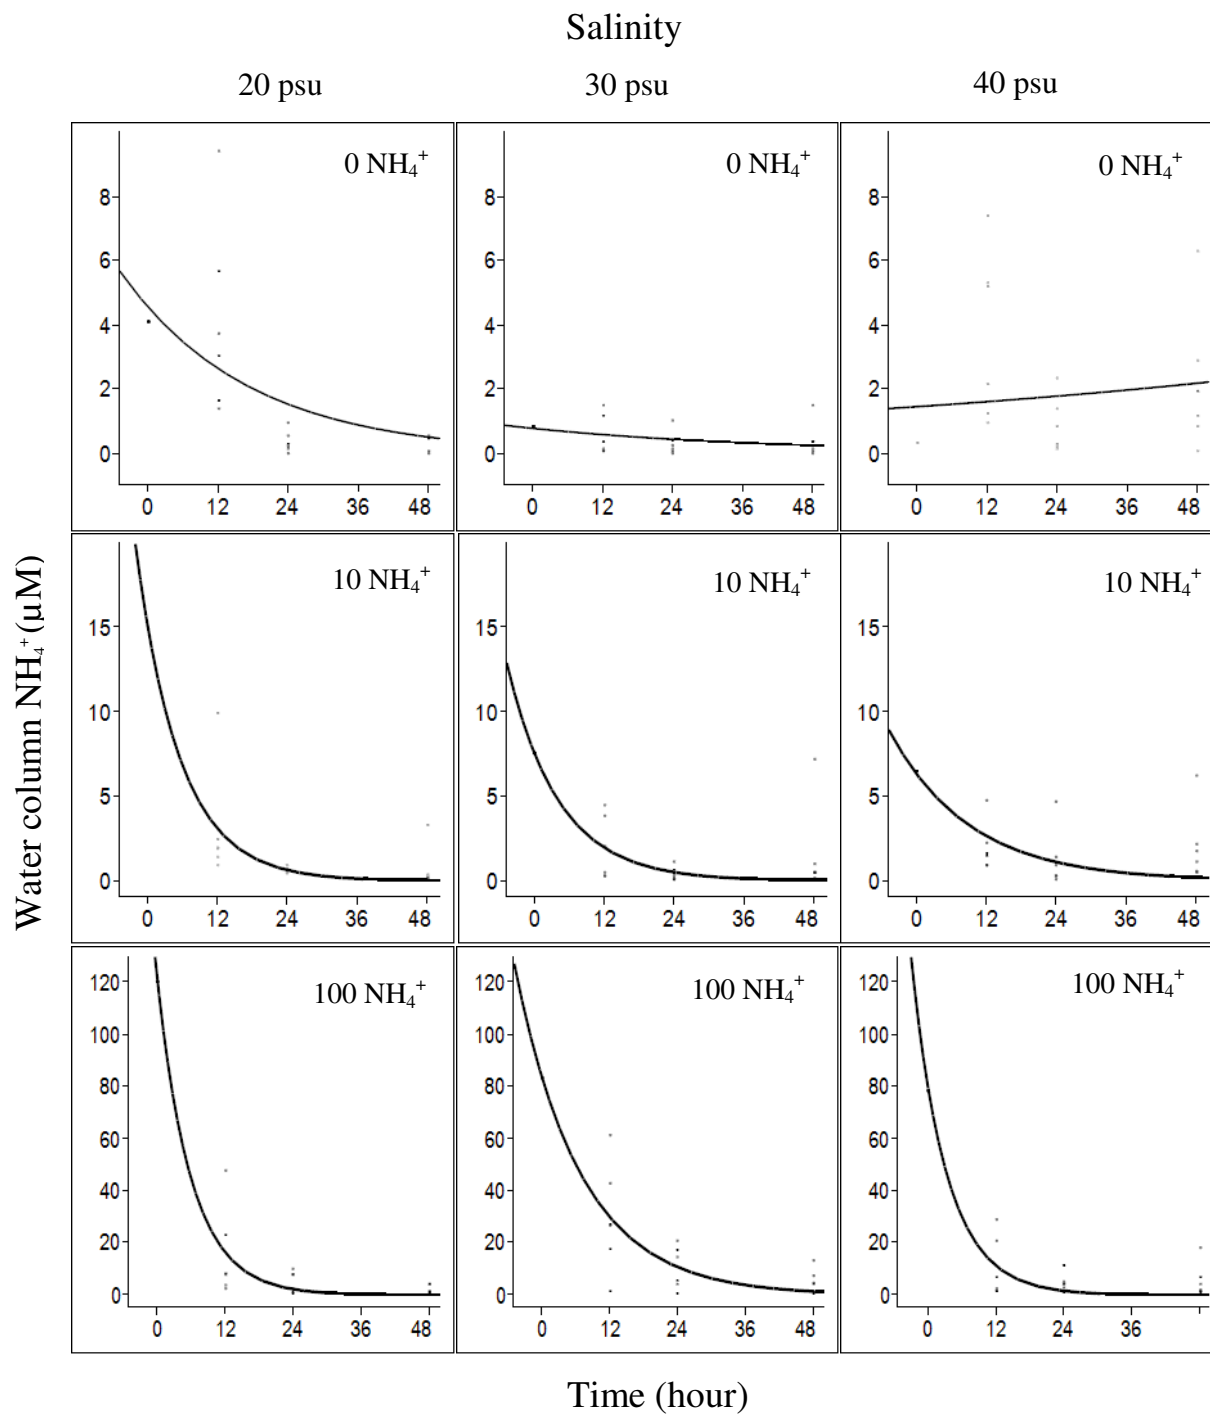 Salinity
20 psu 30 psu 40 psu
0 NH₄⁺ 0 NH₄⁺ 0 NH₄⁺
8 8 8
6 6 6
4 4 4
2 2 2
0 0 0
0 12 24 36 48 0 12 24 36 48 0 12 24 36 48
10 NH₄⁺ 10 NH₄⁺ 10 NH₄⁺
15 15 15
10 10 10
5 5 5
0 0 0
0 12 24 36 48 0 12 24 36 48 0 12 24 36 48
100 NH₄⁺ 100 NH₄⁺ 100 NH₄⁺
120 120 120
100 100 100
80 80 80
60 60 60
40 40 40
20 20 20
0 0 0
0 12 24 36 48 0 12 24 36 48 0 12 24 36
Water column NH₄⁺ (µM)
Time (hour)